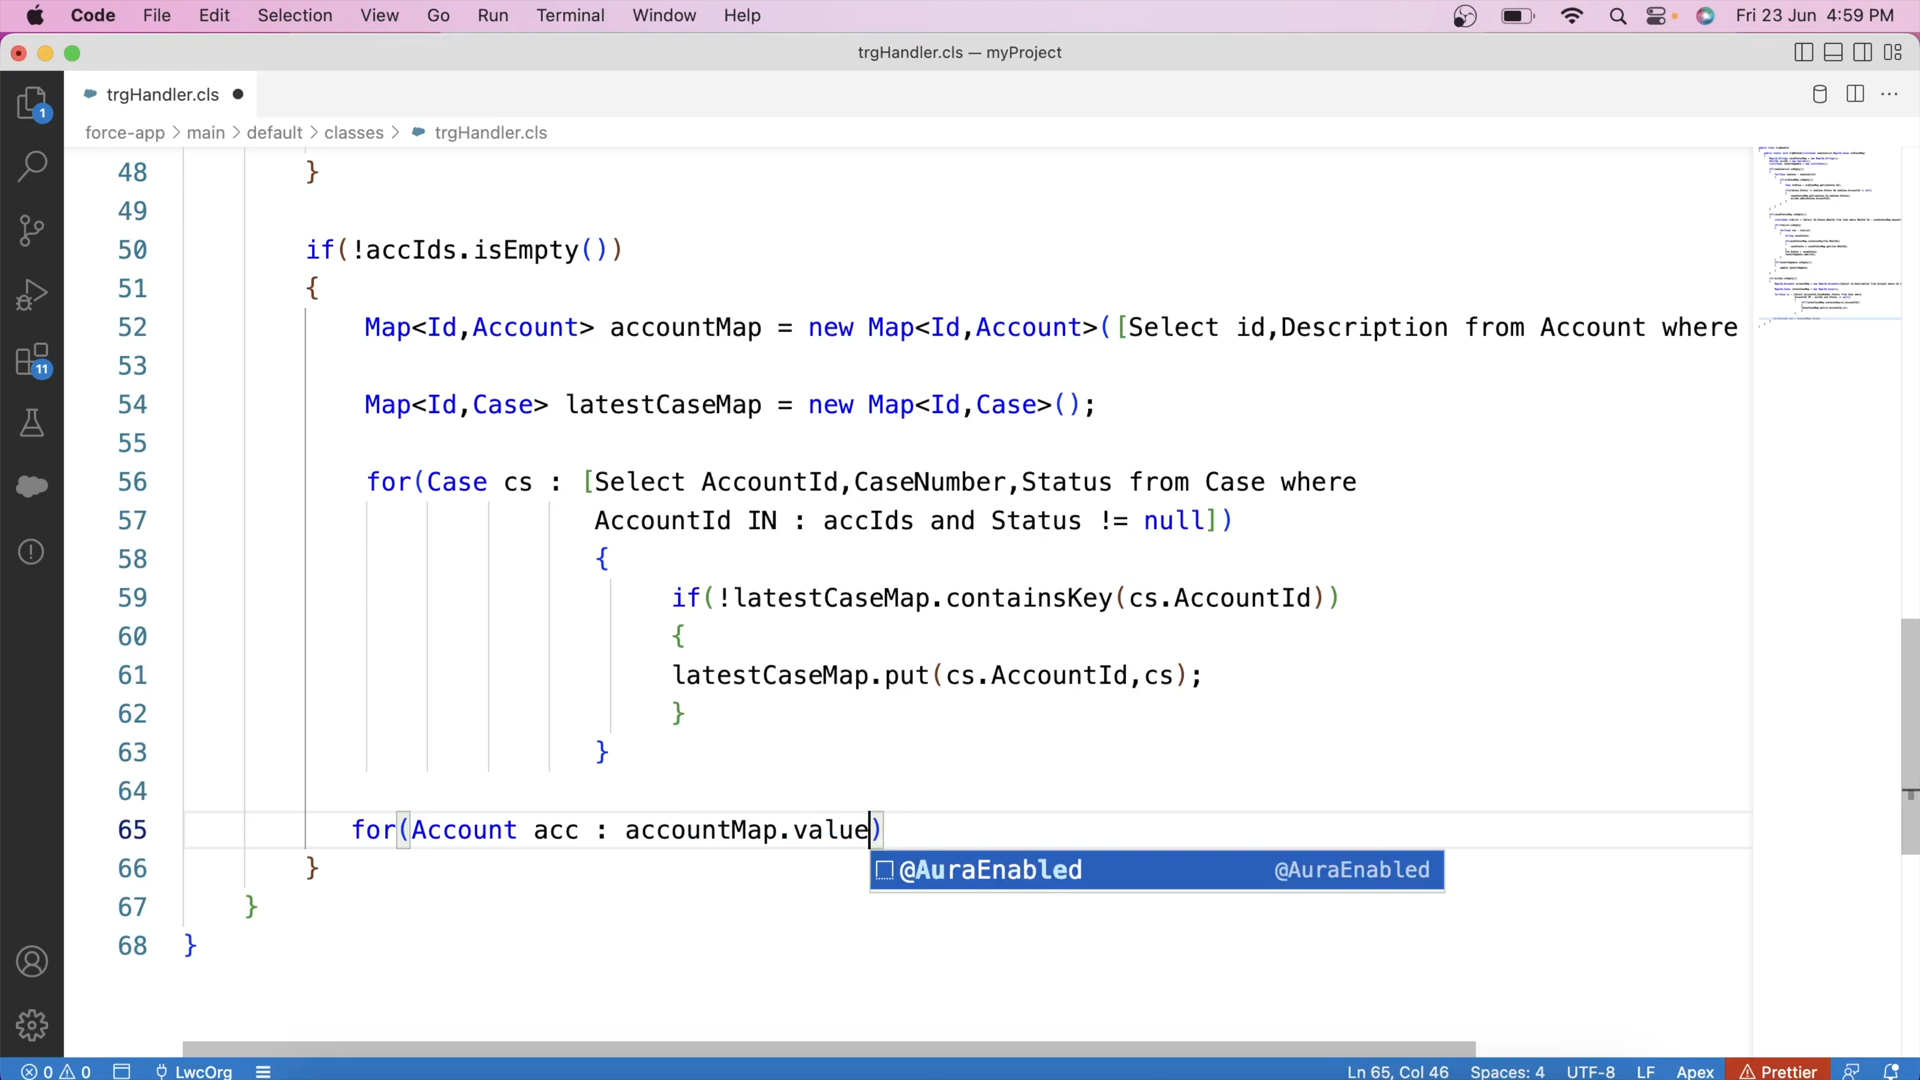 Code File Edit Selection View Go Run Terminal Window Help Fri 23 Jun 4:59 PM
trgHandler.cls — myProject
trgHandler.cls
force-app > main > default > classes > trgHandler.cls
48 }
49
50 if(!accIds.isEmpty())
51 {
52 Map<Id,Account> accountMap = new Map<Id,Account>([Select id,Description from Account where
53
54 Map<Id,Case> latestCaseMap = new Map<Id,Case>();
55
56 for(Case cs : [Select AccountId,CaseNumber,Status from Case where
57 AccountId IN : accIds and Status != null])
58 {
59 if(!latestCaseMap.containsKey(cs.AccountId))
60 {
61 latestCaseMap.put(cs.AccountId,cs);
62 }
63 }
64
65 for(Account acc : accountMap.value)
@AuraEnabled @AuraEnabled
66 }
67 }
68 }
1
11
0 0 LwcOrg Ln 65, Col 46 Spaces: 4 UTF-8 LF Apex Prettier